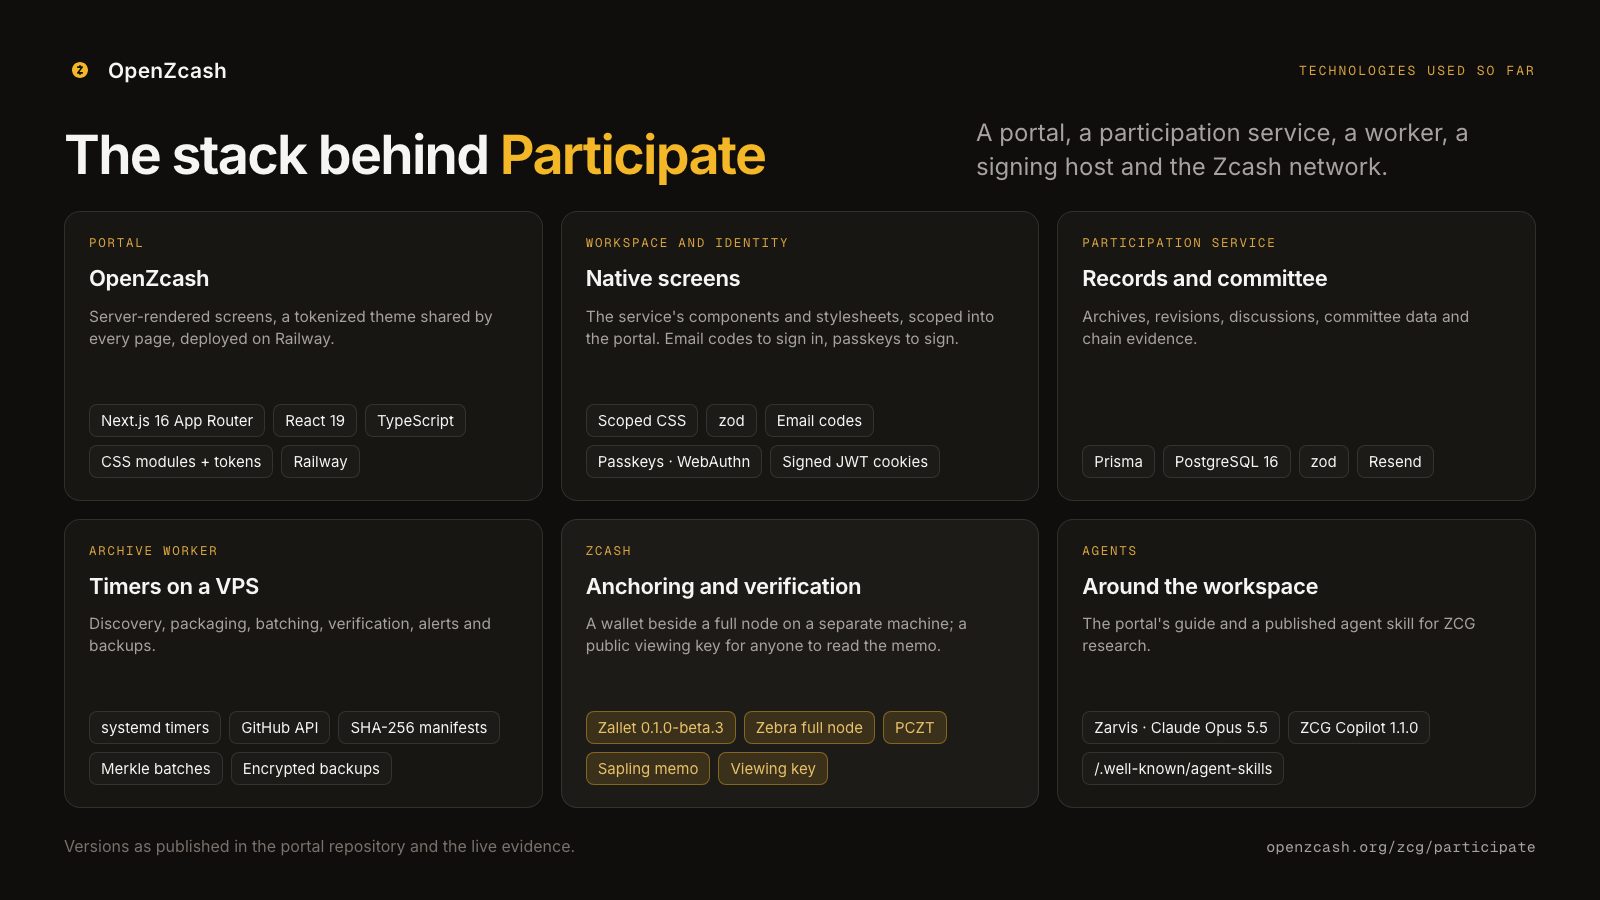 OpenZcash
TECHNOLOGIES USED SO FAR
The stack behind Participate
A portal, a participation service, a worker, a
signing host and the Zcash network.
PORTAL
OpenZcash
Server-rendered screens, a tokenized theme shared by
every page, deployed on Railway.
Next.js 16 App Router
React 19
TypeScript
CSS modules + tokens
Railway
WORKSPACE AND IDENTITY
Native screens
The service's components and stylesheets, scoped into
the portal. Email codes to sign in, passkeys to sign.
Scoped CSS
zod
Email codes
Passkeys · WebAuthn
Signed JWT cookies
PARTICIPATION SERVICE
Records and committee
Archives, revisions, discussions, committee data and
chain evidence.
Prisma
PostgreSQL 16
zod
Resend
ARCHIVE WORKER
Timers on a VPS
Discovery, packaging, batching, verification, alerts and
backups.
systemd timers
GitHub API
SHA-256 manifests
Merkle batches
Encrypted backups
ZCASH
Anchoring and verification
A wallet beside a full node on a separate machine; a
public viewing key for anyone to read the memo.
Zallet 0.1.0-beta.3
Zebra full node
PCZT
Sapling memo
Viewing key
AGENTS
Around the workspace
The portal's guide and a published agent skill for ZCG
research.
Zarvis · Claude Opus 5.5
ZCG Copilot 1.1.0
/.well-known/agent-skills
Versions as published in the portal repository and the live evidence.
openzcash.org/zcg/participate